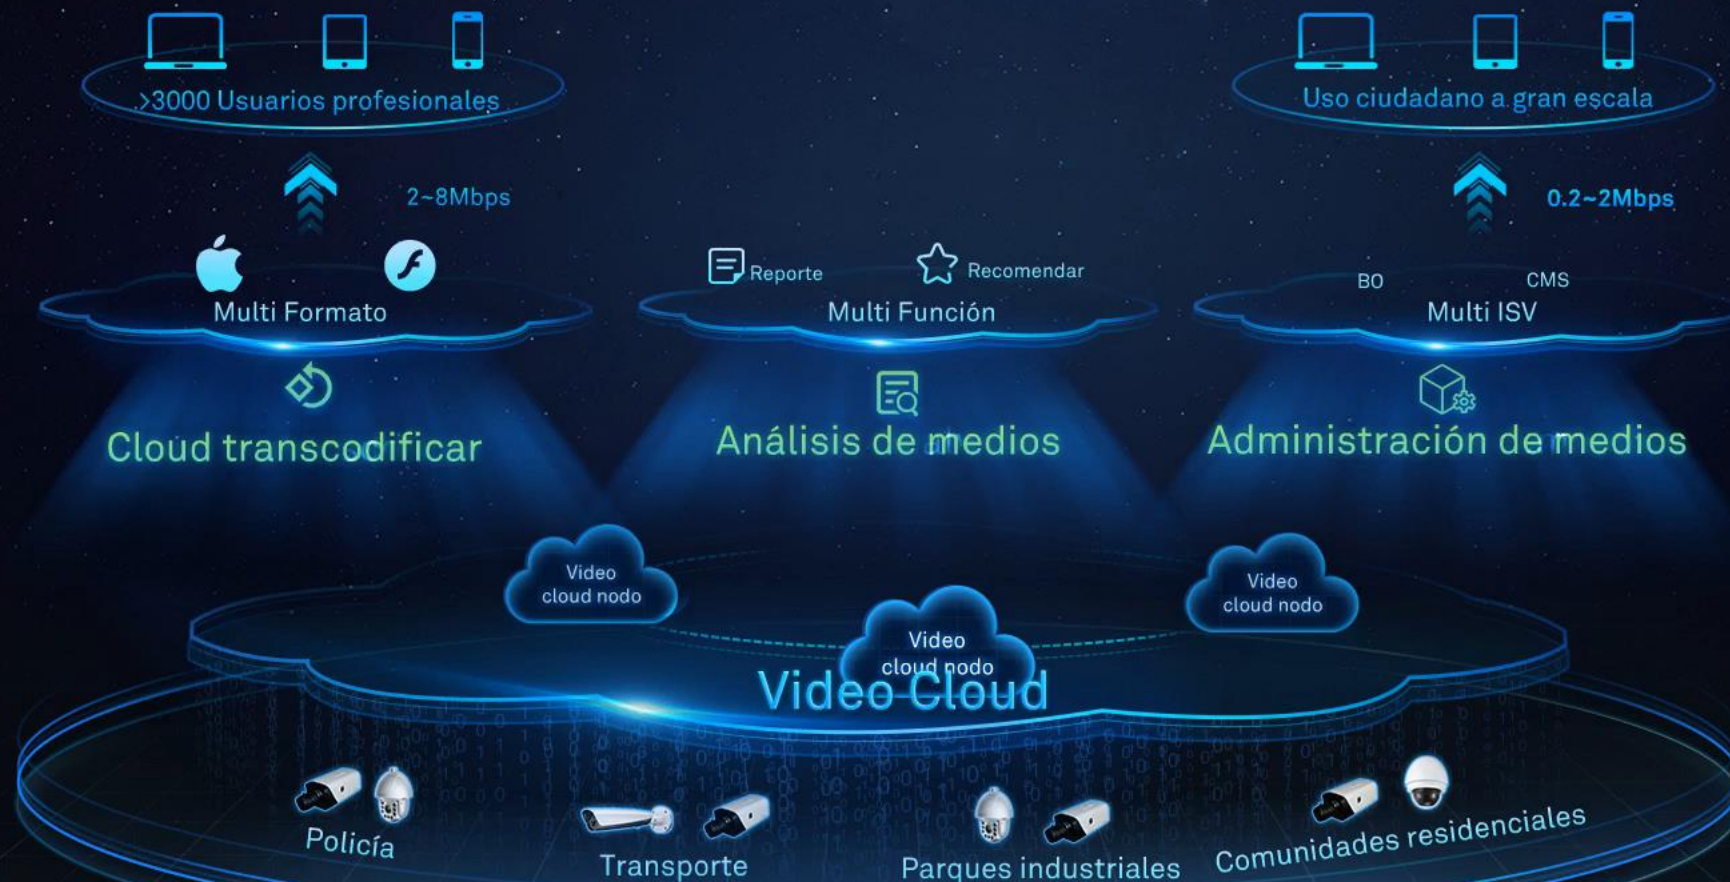 >3000 Usuarios profesionales
Uso ciudadano a gran escala
2~8Mbps
0.2~2Mbps
Reporte
Recomendar
BO
CMS
Multi Formato
Multi Función
Multi ISV
Cloud transcodificar
Análisis de medios
Administración de medios
Video
cloud nodo
Video
cloud nodo
Video
cloud nodo
Video Cloud
Policía
Transporte
Parques industriales
Comunidades residenciales